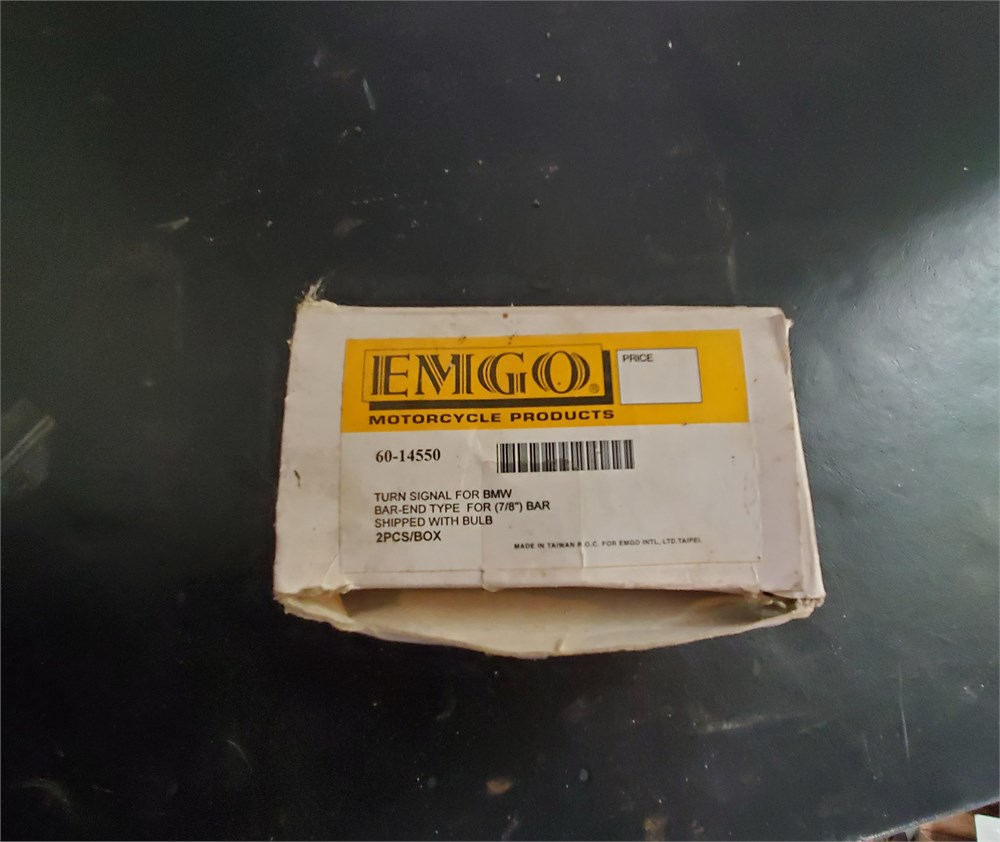 EMGO®
PRICE
MOTORCYCLE PRODUCTS
60-14550
TURN SIGNAL FOR BMW
BAR-END TYPE FOR (7/8") BAR
SHIPPED WITH BULB
2PCS/BOX
MADE IN TAIWAN R.O.C. FOR EMGO INTL, LTD TAIPEI